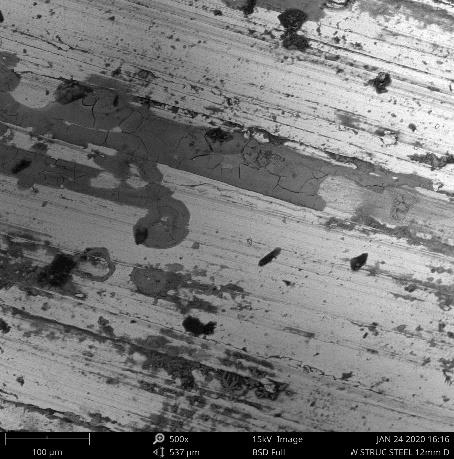 500x 15kV Image JAN 24 2020 16:16
100 µm 537 µm BSD Full W STRUC STEEL 12mm D